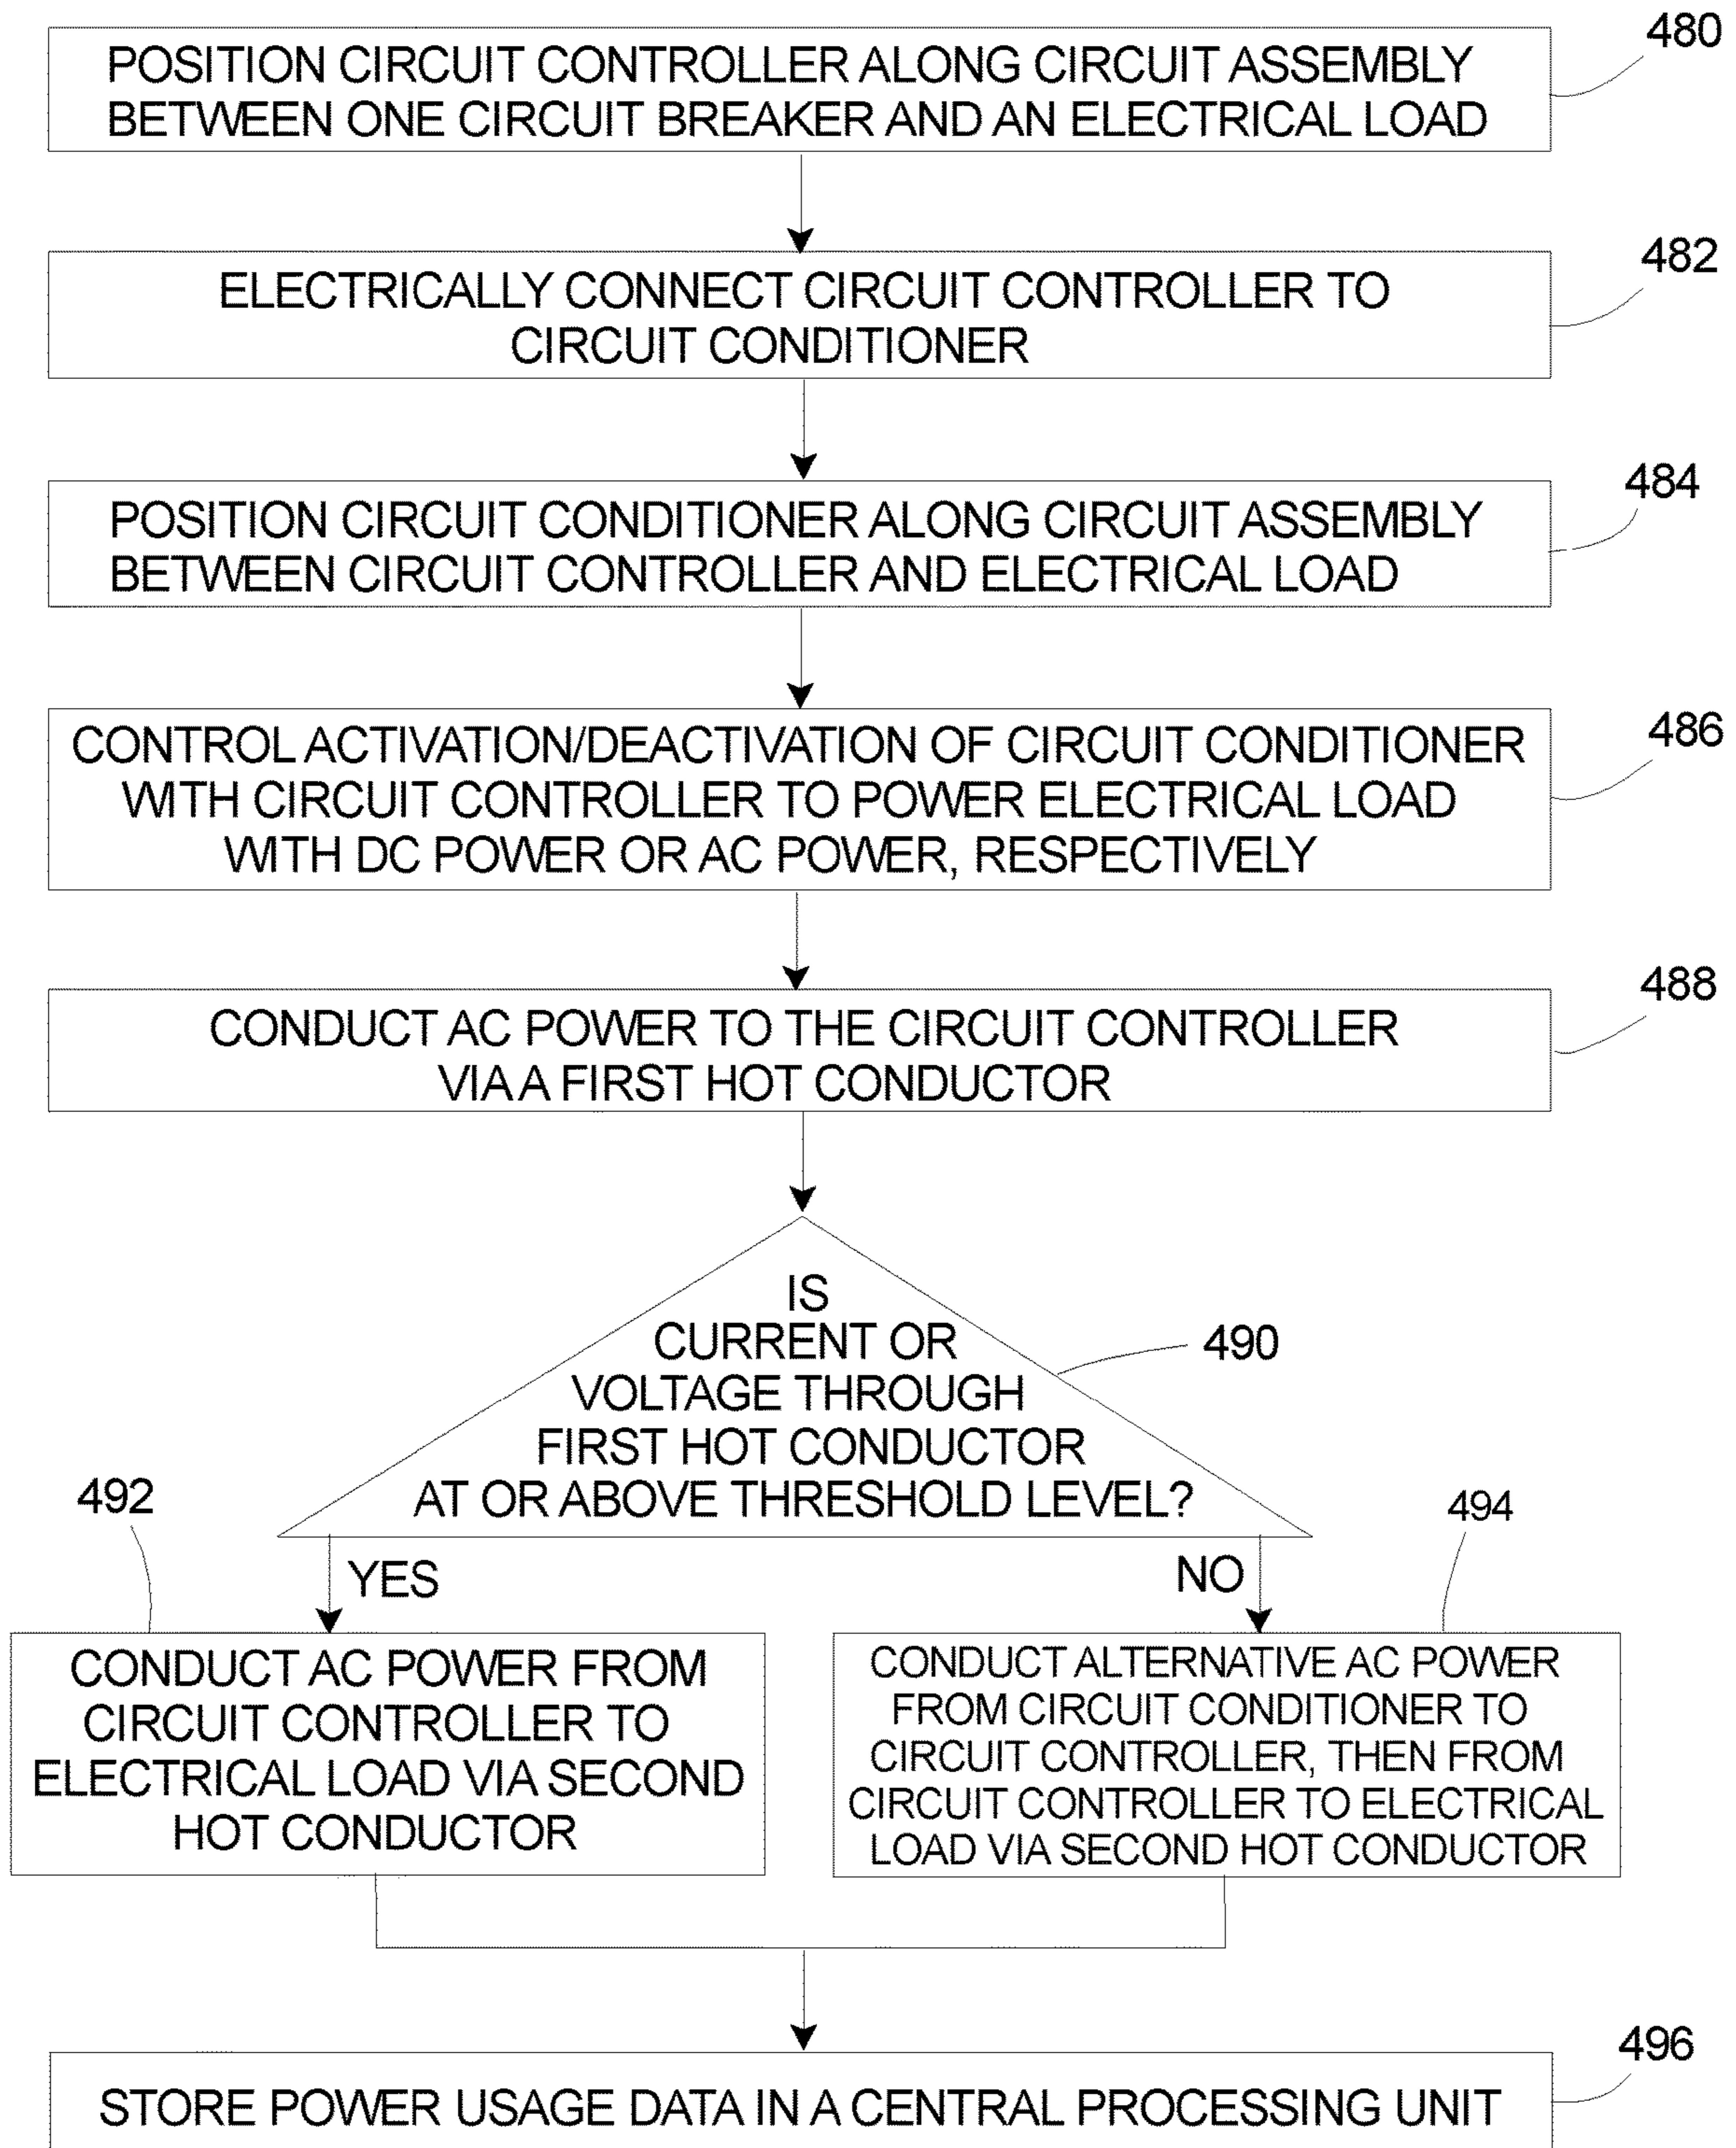 480
POSITION CIRCUIT CONTROLLER ALONG CIRCUIT ASSEMBLY
BETWEEN ONE CIRCUIT BREAKER AND AN ELECTRICAL LOAD
482
ELECTRICALLY CONNECT CIRCUIT CONTROLLER TO
CIRCUIT CONDITIONER
484
POSITION CIRCUIT CONDITIONER ALONG CIRCUIT ASSEMBLY
BETWEEN CIRCUIT CONTROLLER AND ELECTRICAL LOAD
486
CONTROL ACTIVATION/DEACTIVATION OF CIRCUIT CONDITIONER
WITH CIRCUIT CONTROLLER TO POWER ELECTRICAL LOAD
WITH DC POWER OR AC POWER, RESPECTIVELY
488
CONDUCT AC POWER TO THE CIRCUIT CONTROLLER
VIA A FIRST HOT CONDUCTOR
490
IS
CURRENT OR
VOLTAGE THROUGH
FIRST HOT CONDUCTOR
AT OR ABOVE THRESHOLD LEVEL?
492
YES
CONDUCT AC POWER FROM
CIRCUIT CONTROLLER TO
ELECTRICAL LOAD VIA SECOND
HOT CONDUCTOR
494
NO
CONDUCT ALTERNATIVE AC POWER
FROM CIRCUIT CONDITIONER TO
CIRCUIT CONTROLLER, THEN FROM
CIRCUIT CONTROLLER TO ELECTRICAL
LOAD VIA SECOND HOT CONDUCTOR
496
STORE POWER USAGE DATA IN A CENTRAL PROCESSING UNIT